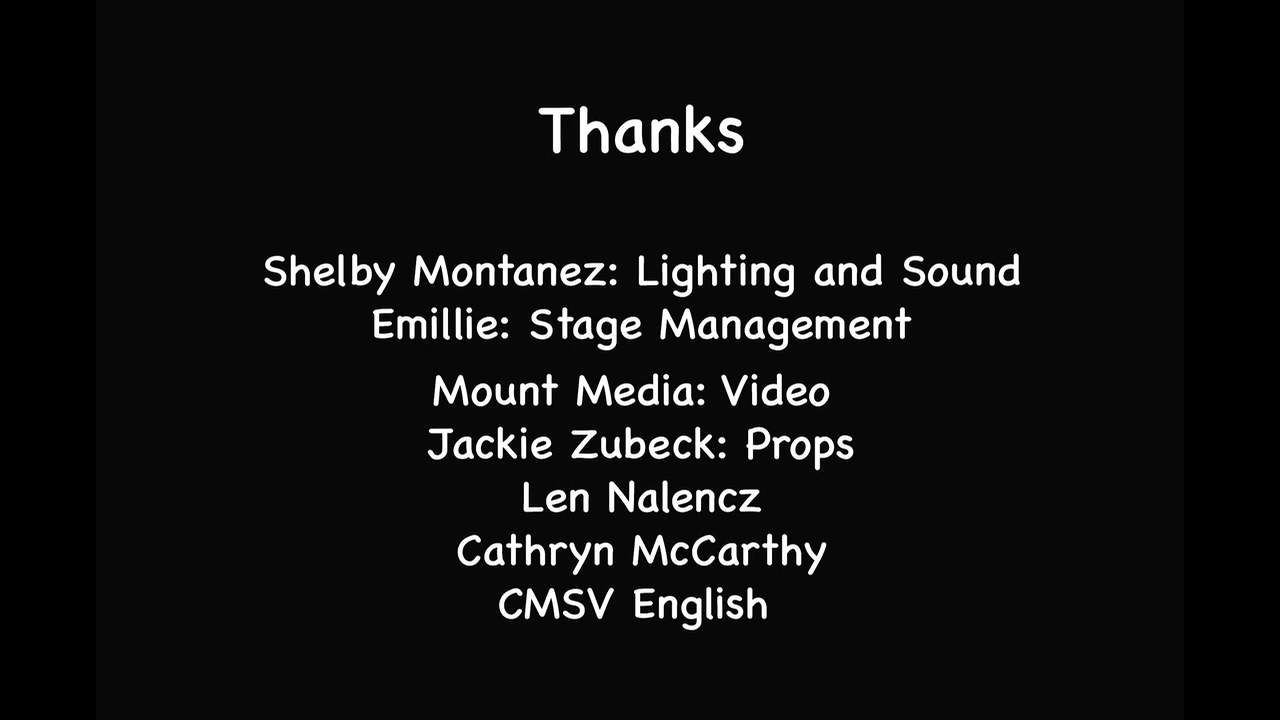 Thanks
Shelby Montanez: Lighting and Sound
Emillie: Stage Management
Mount Media: Video
Jackie Zubeck: Props
Len Nalencz
Cathryn McCarthy
CMSV English